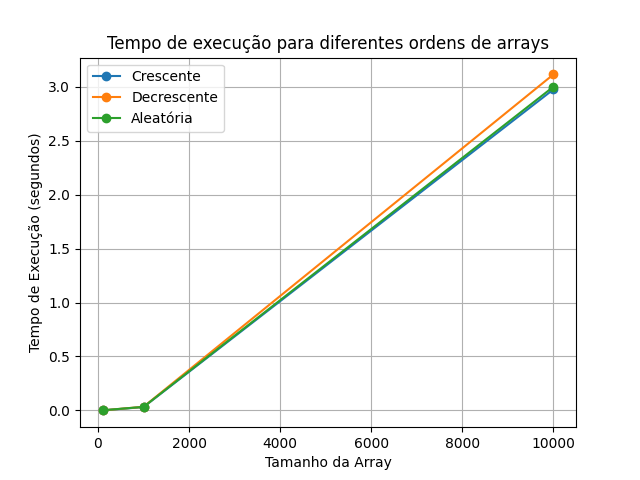 Tempo de execução para diferentes ordens de arrays
Crescente
Decrescente
Aleatória
Tempo de Execução (segundos)
3.0
2.5
2.0
1.5
1.0
0.5
0.0
0 2000 4000 6000 8000 10000
Tamanho da Array